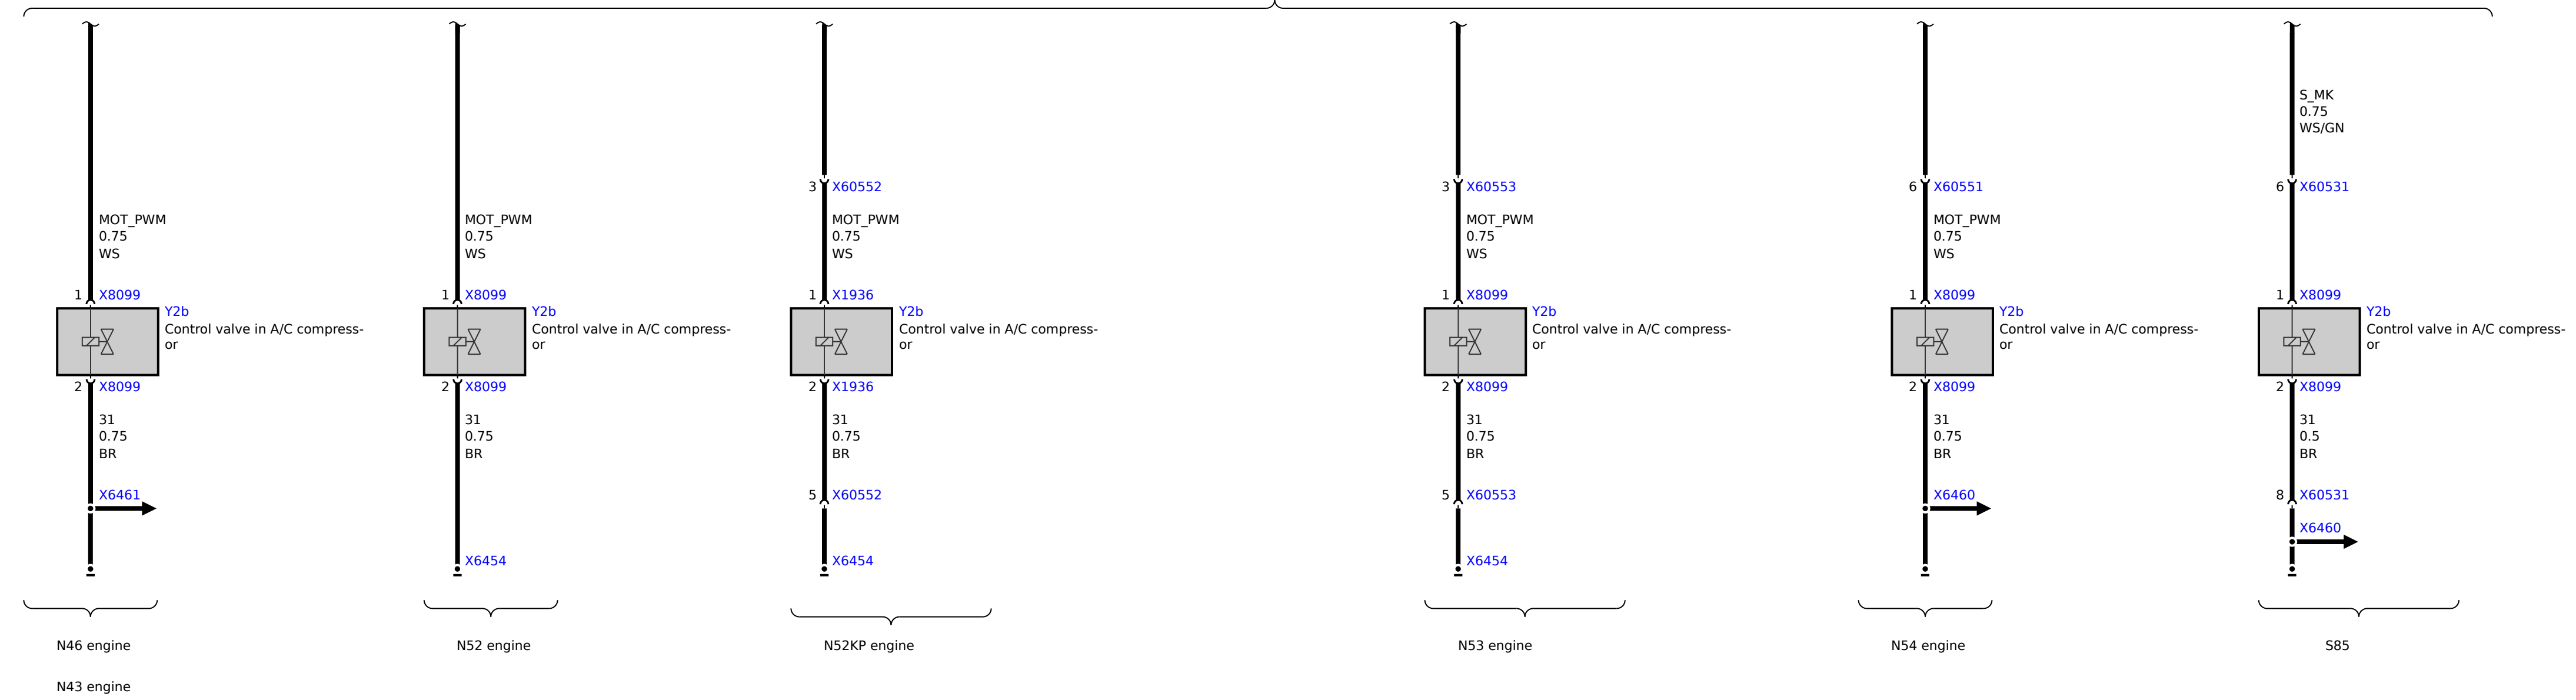 MOT_PWM
0.75
WS
1 X8099
Y2b
Control valve in A/C compress-
or
2 X8099
31
0.75
BR
X6461
N46 engine
N43 engine
MOT_PWM
0.75
WS
1 X8099
Y2b
Control valve in A/C compress-
or
2 X8099
31
0.75
BR
X6454
N52 engine
3 X60552
MOT_PWM
0.75
WS
1 X1936
Y2b
Control valve in A/C compress-
or
2 X1936
31
0.75
BR
5 X60552
X6454
N52KP engine
3 X60553
MOT_PWM
0.75
WS
1 X8099
Y2b
Control valve in A/C compress-
or
2 X8099
31
0.75
BR
5 X60553
X6454
N53 engine
6 X60551
MOT_PWM
0.75
WS
1 X8099
Y2b
Control valve in A/C compress-
or
2 X8099
31
0.75
BR
X6460
N54 engine
S_MK
0.75
WS/GN
6 X60531
1 X8099
Y2b
Control valve in A/C compress-
or
2 X8099
31
0.5
BR
8 X60531
X6460
S85